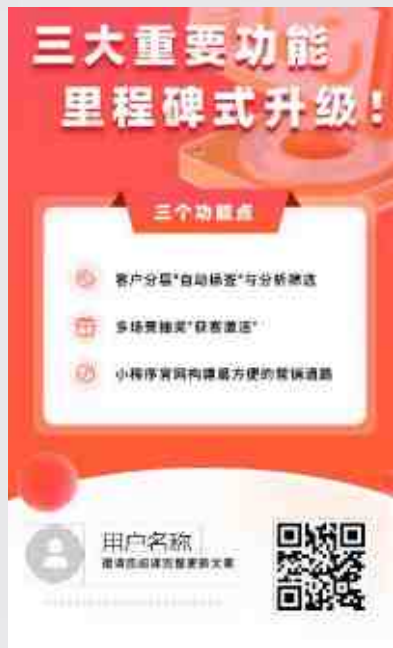 三大重要功能
里程碑式升级！
三个功能点
客户分层"自动标签"与分析筛选
多场景抽奖"获客激活"
小程序官网构建最方便的营销通路
用户名称